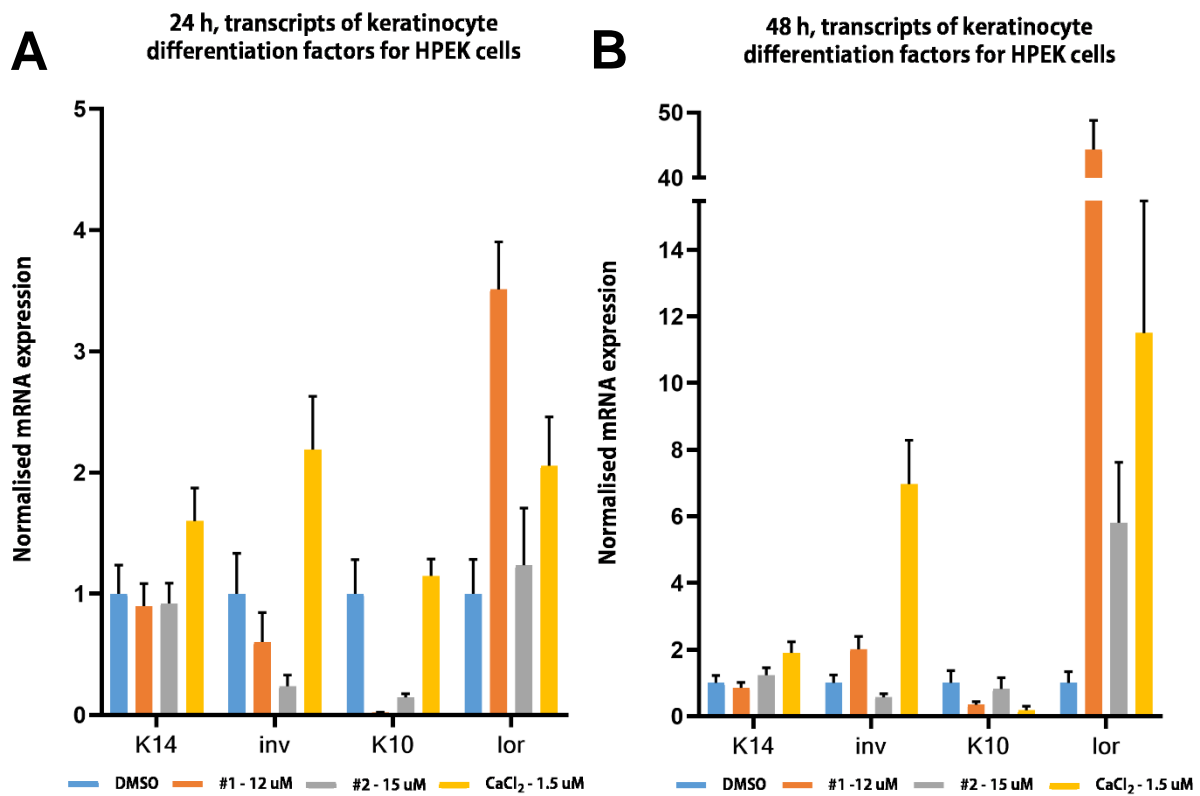 A
24 h, transcripts of keratinocyte
differentiation factors for HPEK cells
Normalised mRNA expression
5
4
3
2
1
0
K14 inv K10 lor
DMSO #1 - 12 uM #2 - 15 uM CaCl₂ - 1.5 uM
B
48 h, transcripts of keratinocyte
differentiation factors for HPEK cells
Normalised mRNA expression
50
40
14
12
10
8
6
4
2
0
K14 inv K10 lor
DMSO #1 -12 uM #2 - 15 uM CaCl₂ - 1.5 uM